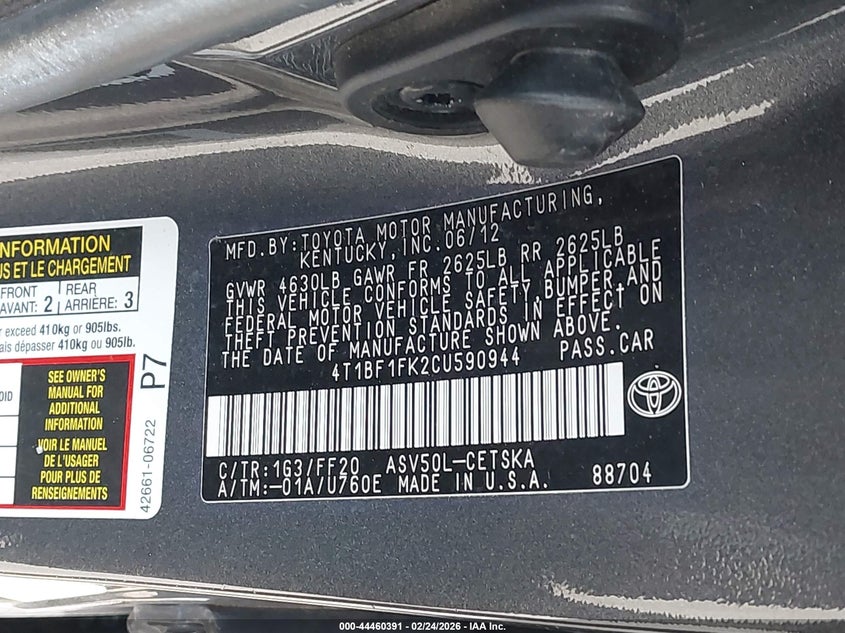 NFORMATION
US ET LE CHARGEMENT
FRONT
AVANT: 2
REAR
ARRIÈRE: 3
exceed 410kg or 905lbs.
ais dépasser 410kg ou 905lb.
P7
SEE OWNER'S
MANUAL FOR
ADDITIONAL
INFORMATION
VOIR LE MANUEL
DE L'USAGER
POUR PLUS DE
RENSEIGNEMENTS
42661-06722
MFD.BY:TOYOTA MOTOR MANUFACTURING,
KENTUCKY,INC.06/12
GVWR 4630LB GAWR FR 2625LB RR 2625LB
THIS VEHICLE CONFORMS TO ALL APPLICABLE
FEDERAL MOTOR VEHICLE SAFETY,BUMPER,AND
THEFT PREVENTION STANDARDS IN EFFECT ON
THE DATE OF MANUFACTURE SHOWN ABOVE.
4T1BF1FK2CU590944 PASS.CAR
C/TR:1G3/FF20 ASV50L-CETSKA
A/TM:-01A/U760E MADE IN U.S.A. 88704
000-44460391 - 02/24/2026 - IAA Inc.